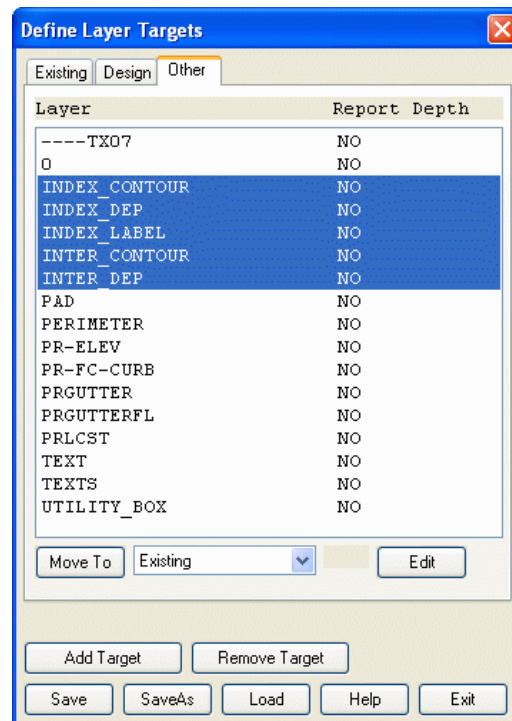 Define Layer Targets
Existing Design Other
Layer Report Depth
----TX07 NO
0 NO
INDEX_CONTOUR NO
INDEX_DEP NO
INDEX_LABEL NO
INTER_CONTOUR NO
INTER_DEP NO
PAD NO
PERIMETER NO
PR-ELEV NO
PR-FC-CURB NO
PRGUTTER NO
PRGUTTERFL NO
PRLCST NO
TEXT NO
TEXTS NO
UTILITY_BOX NO
Move To Existing Edit
Add Target Remove Target
Save SaveAs Load Help Exit